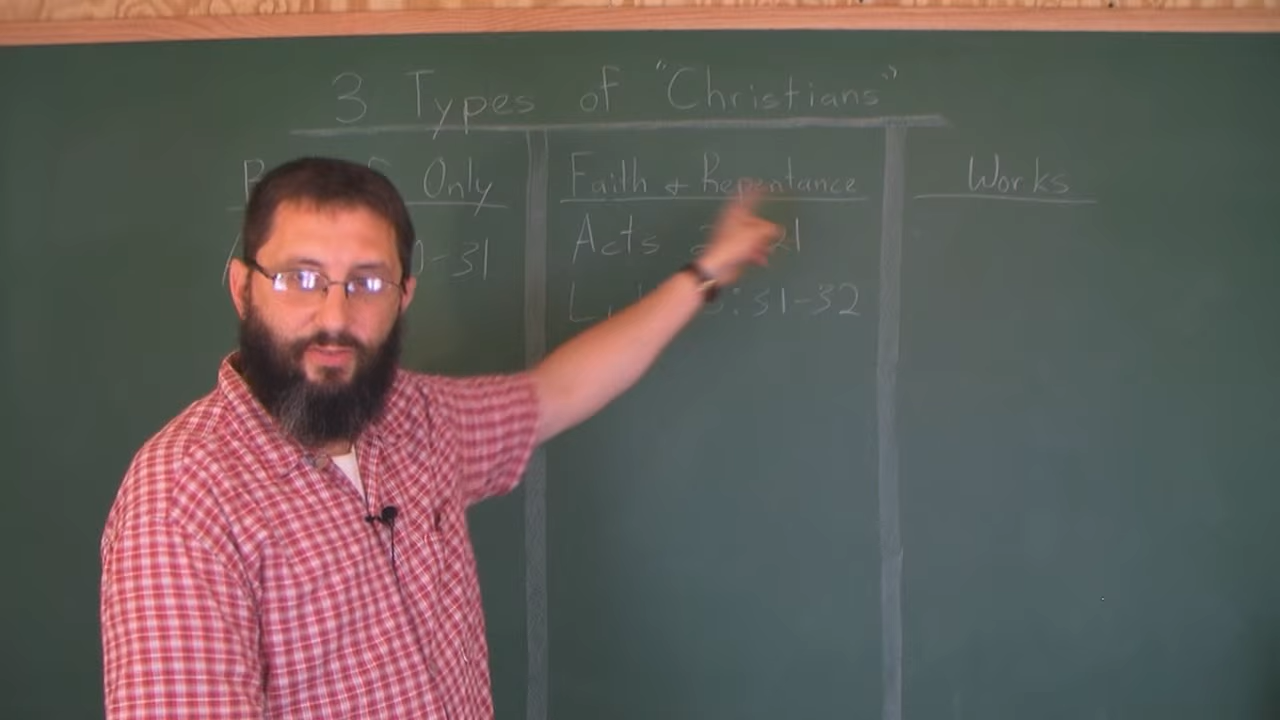 3 Types of "Christians"
Only
Faith & Repentance
Works
Acts
-31
:31-32